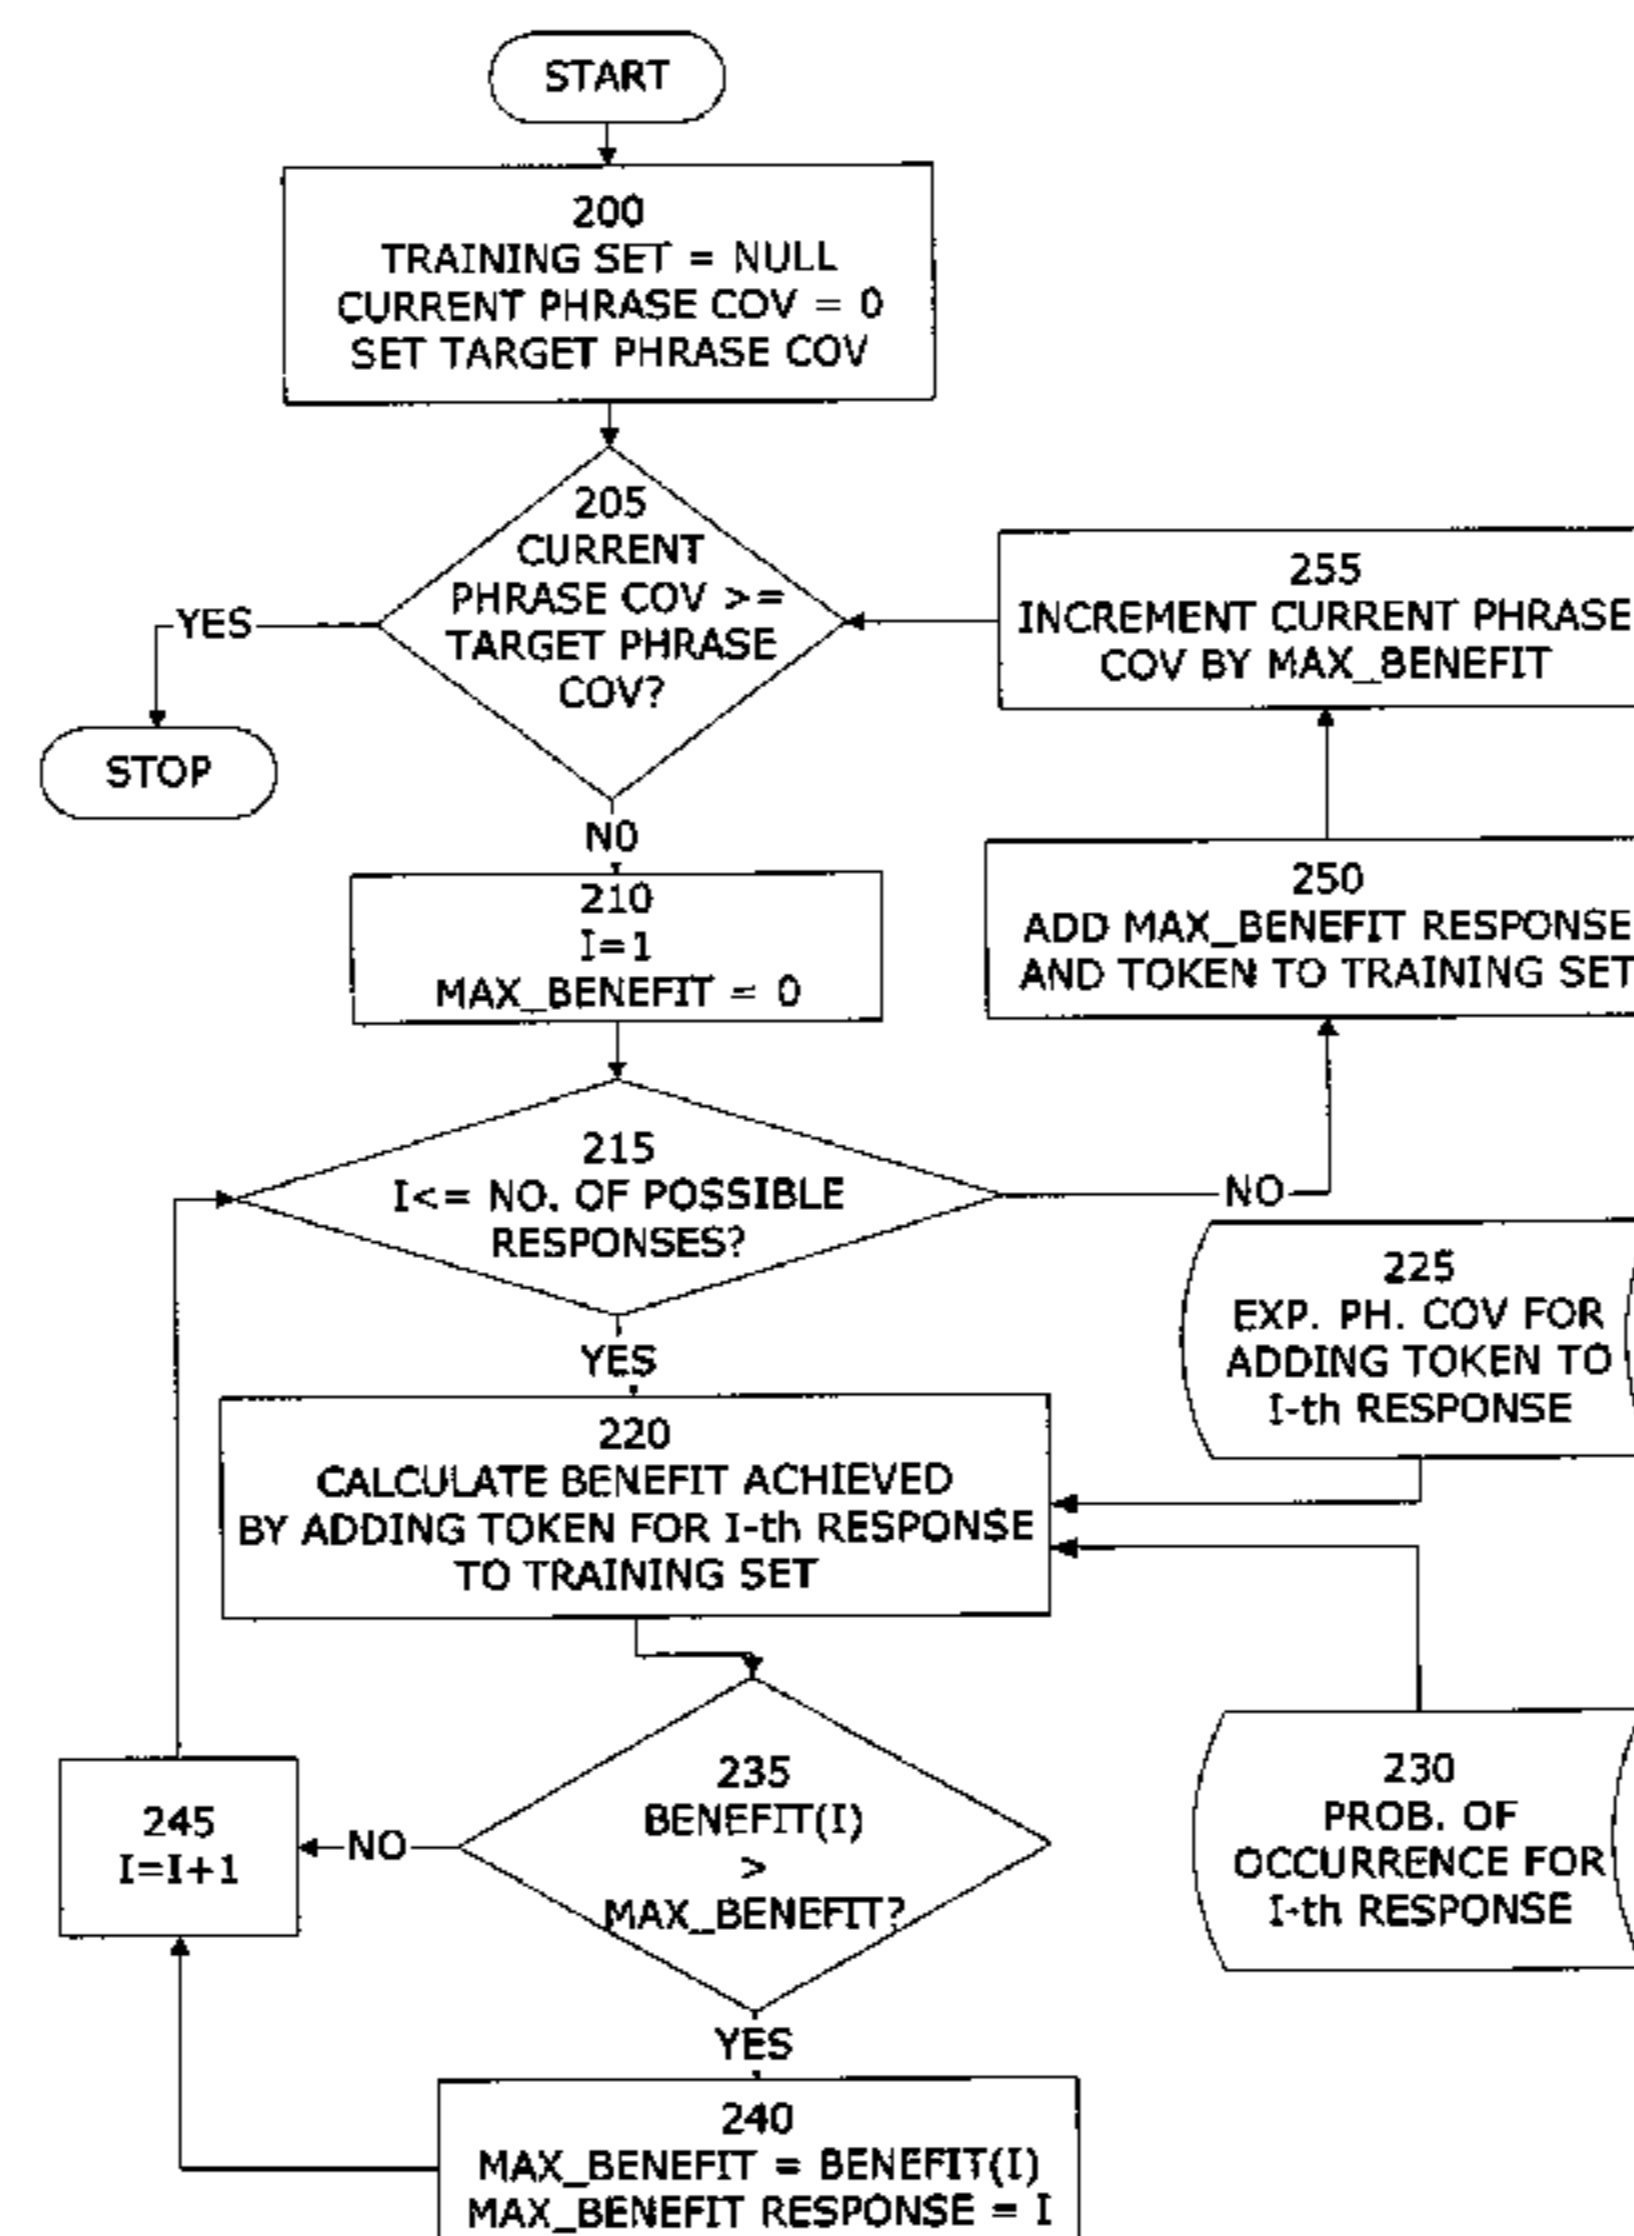 START
200
TRAINING SET = NULL
CURRENT PHRASE COV = 0
SET TARGET PHRASE COV
205
CURRENT
PHRASE COV >=
TARGET PHRASE
COV?
YES
STOP
NO
255
INCREMENT CURRENT PHRASE
COV BY MAX_BENEFIT
210
I=1
MAX_BENEFIT = 0
250
ADD MAX_BENEFIT RESPONSE
AND TOKEN TO TRAINING SET
215
I<= NO. OF POSSIBLE
RESPONSES?
NO
YES
225
EXP. PH. COV FOR
ADDING TOKEN TO
I-th RESPONSE
220
CALCULATE BENEFIT ACHIEVED
BY ADDING TOKEN FOR I-th RESPONSE
TO TRAINING SET
230
PROB. OF
OCCURRENCE FOR
I-th RESPONSE
235
BENEFIT(I)
>
MAX_BENEFIT?
NO
245
I=I+1
YES
240
MAX_BENEFIT = BENEFIT(I)
MAX_BENEFIT RESPONSE = I